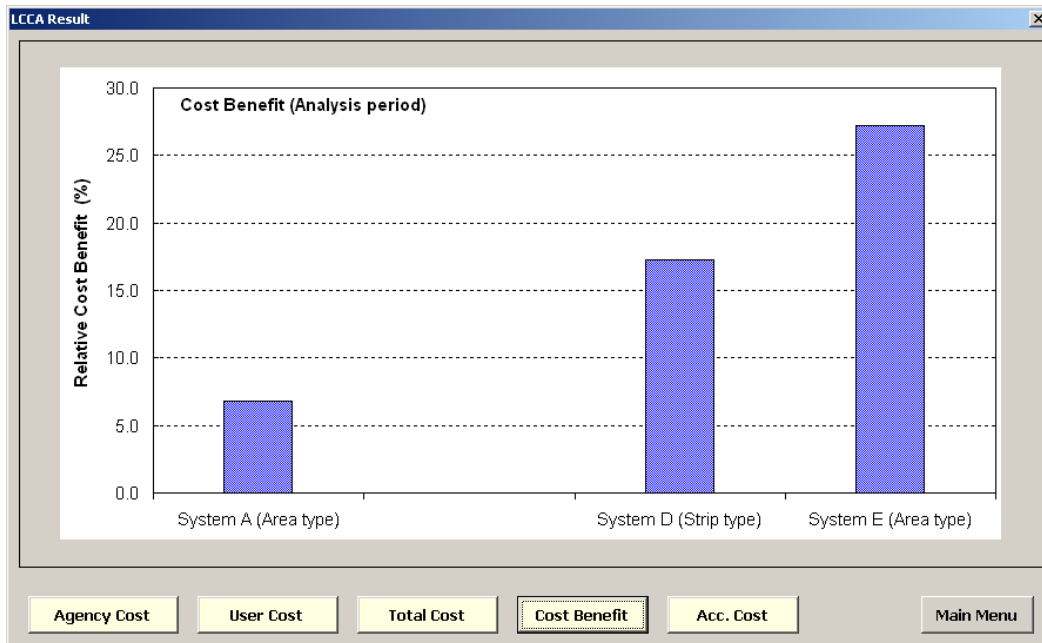 LCCA Result
Cost Benefit (Analysis period)
Relative Cost Benefit (%)
30.0
25.0
20.0
15.0
10.0
5.0
0.0
System A (Area type) System D (Strip type) System E (Area type)
Agency Cost User Cost Total Cost Cost Benefit Acc. Cost Main Menu